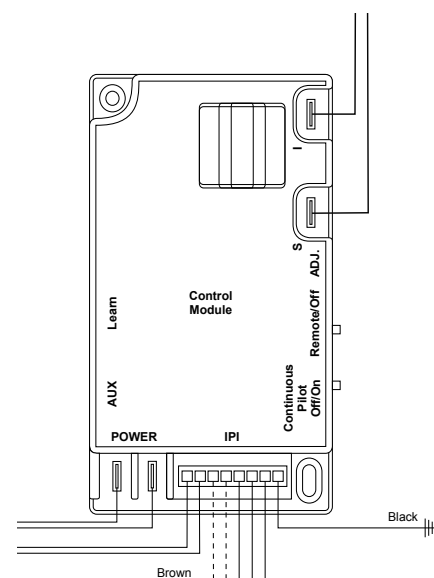 I
S
ADJ.
Control
Module
Learn
Remote/Off
AUX
Continuous
Pilot
Off/On
POWER
IPI
Black
Brown